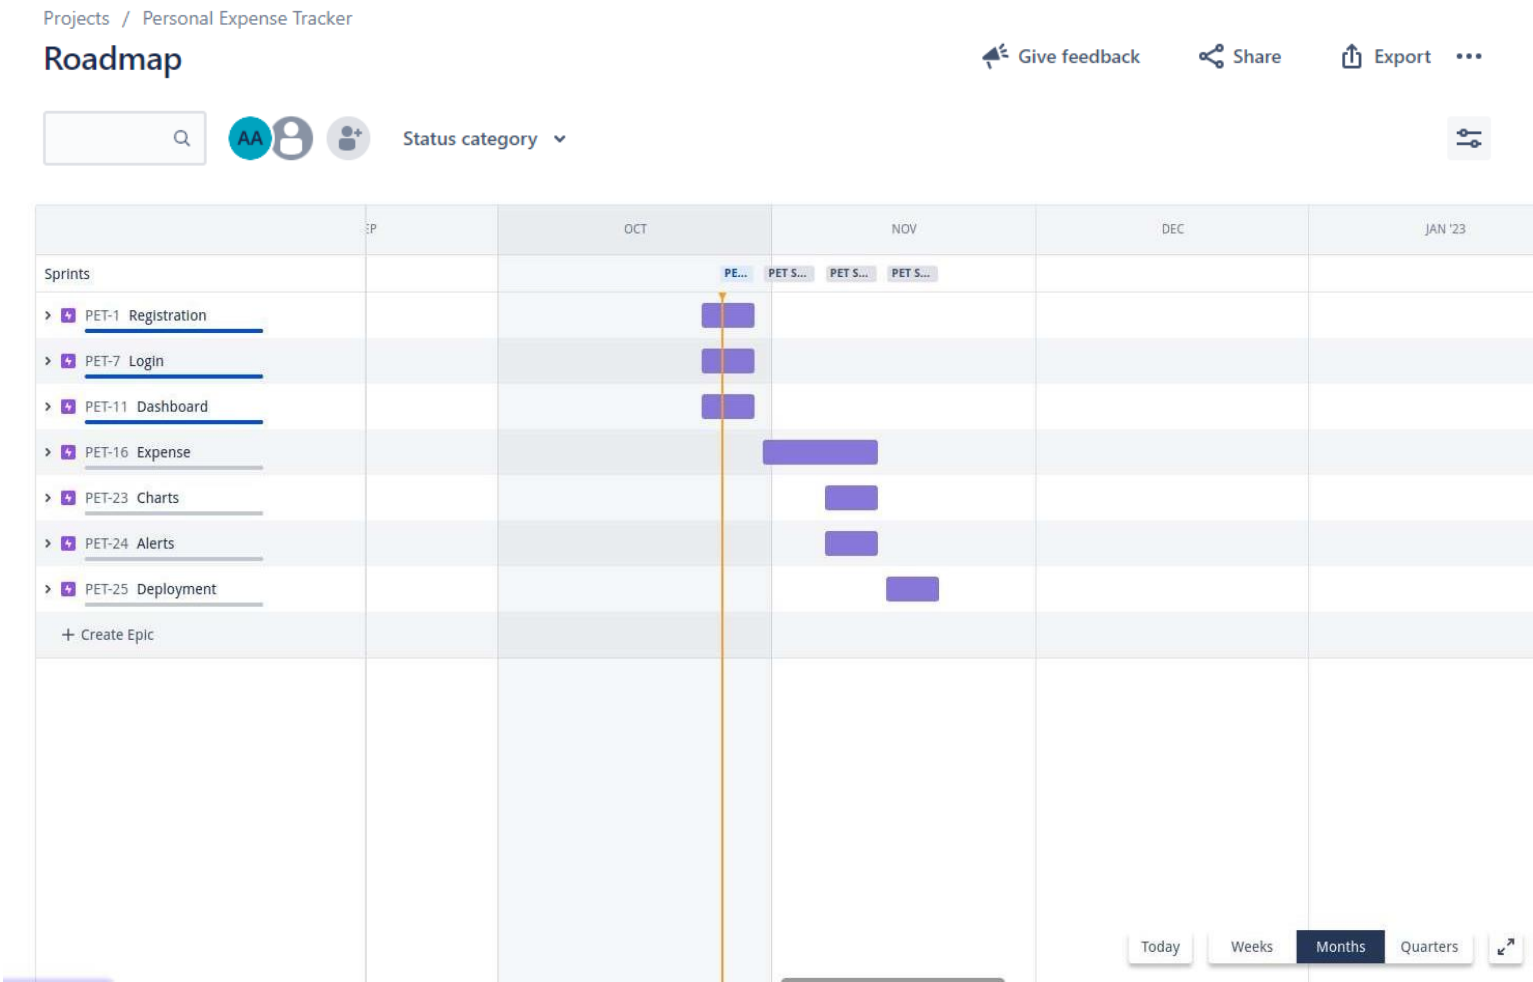 Projects / Personal Expense Tracker
Roadmap
Give feedback
Share
Export
AA
Status category
EP
OCT
NOV
DEC
JAN '23
Sprints
PE...
PET S...
PET S...
PET S...
PET-1 Registration
PET-7 Login
PET-11 Dashboard
PET-16 Expense
PET-23 Charts
PET-24 Alerts
PET-25 Deployment
+ Create Epic
Today
Weeks
Months
Quarters